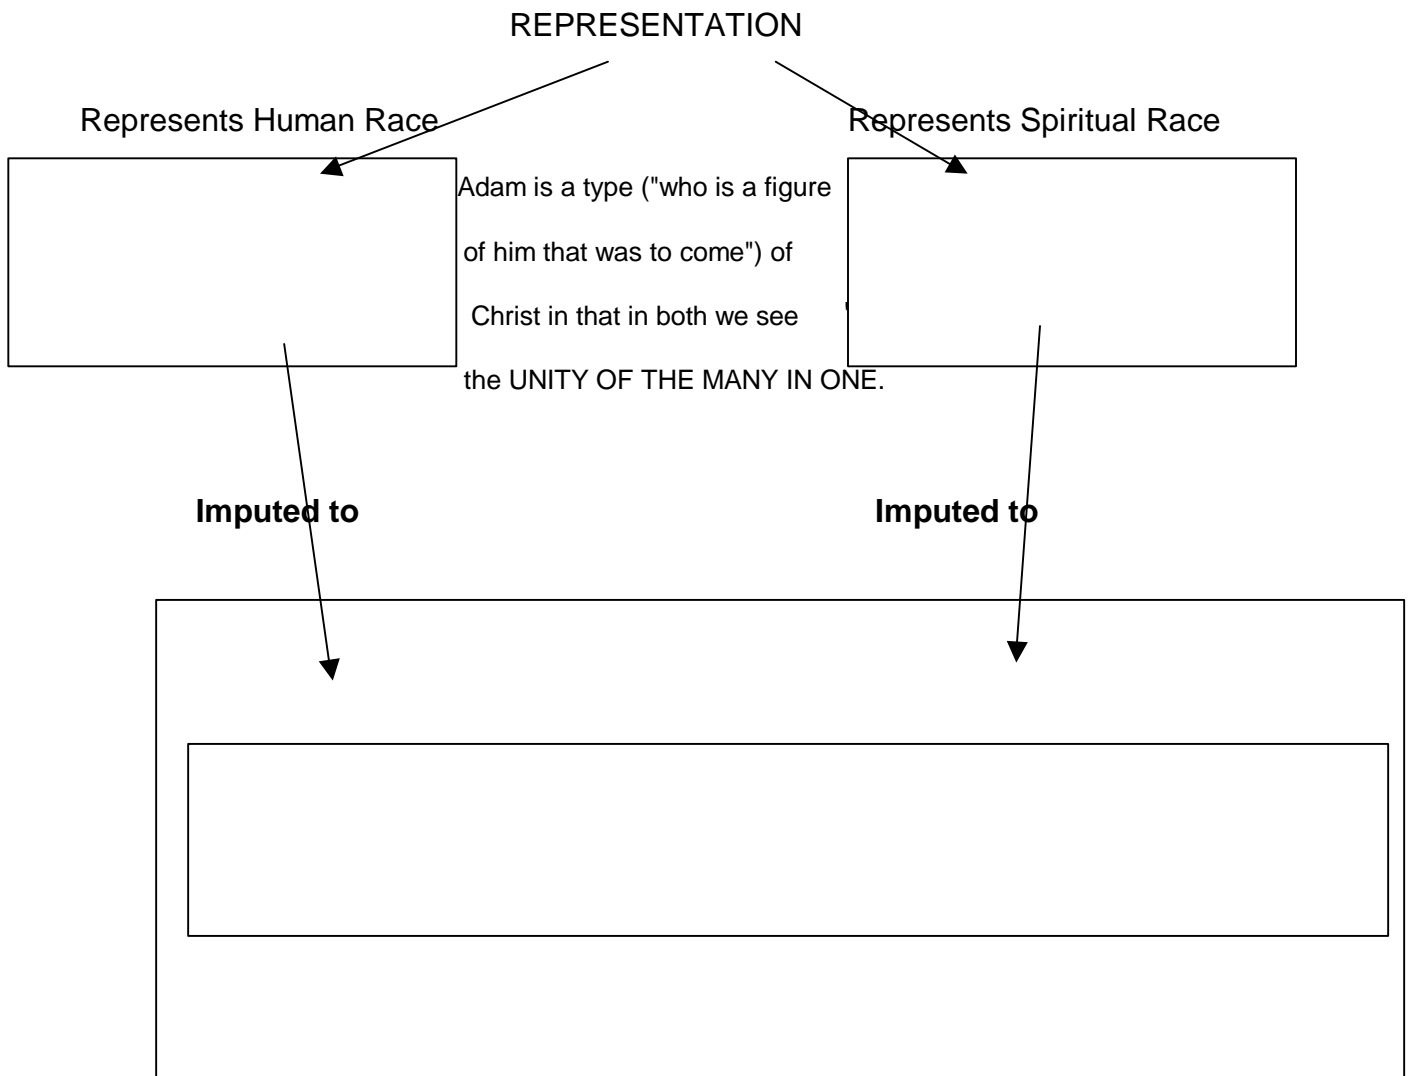 REPRESENTATION
Represents Human Race
Represents Spiritual Race
Adam is a type ("who is a figure
of him that was to come") of
Christ in that in both we see
the UNITY OF THE MANY IN ONE.
Imputed to
Imputed to